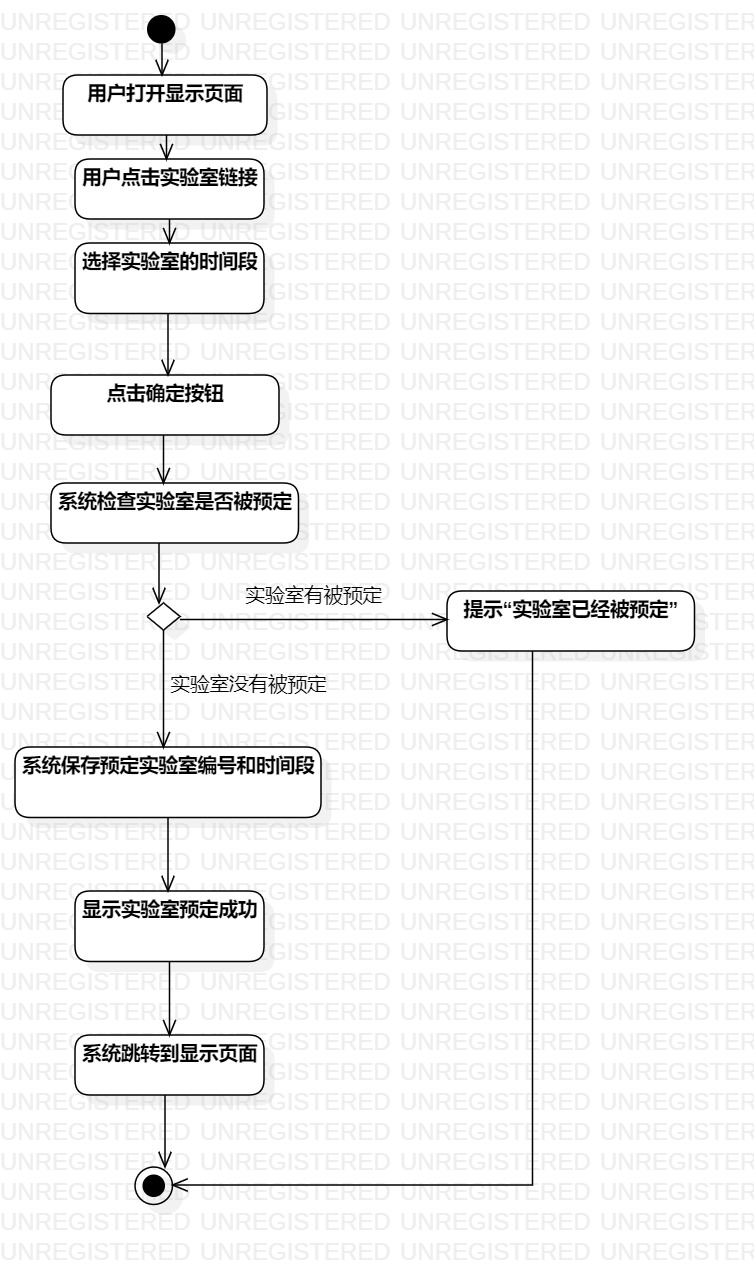 用户打开显示页面
用户点击实验室链接
选择实验室的时间段
点击确定按钮
系统检查实验室是否被预定
实验室有被预定
提示“实验室已经被预定”
实验室没有被预定
系统保存预定实验室编号和时间段
显示实验室预定成功
系统跳转到显示页面
UNREGISTERED